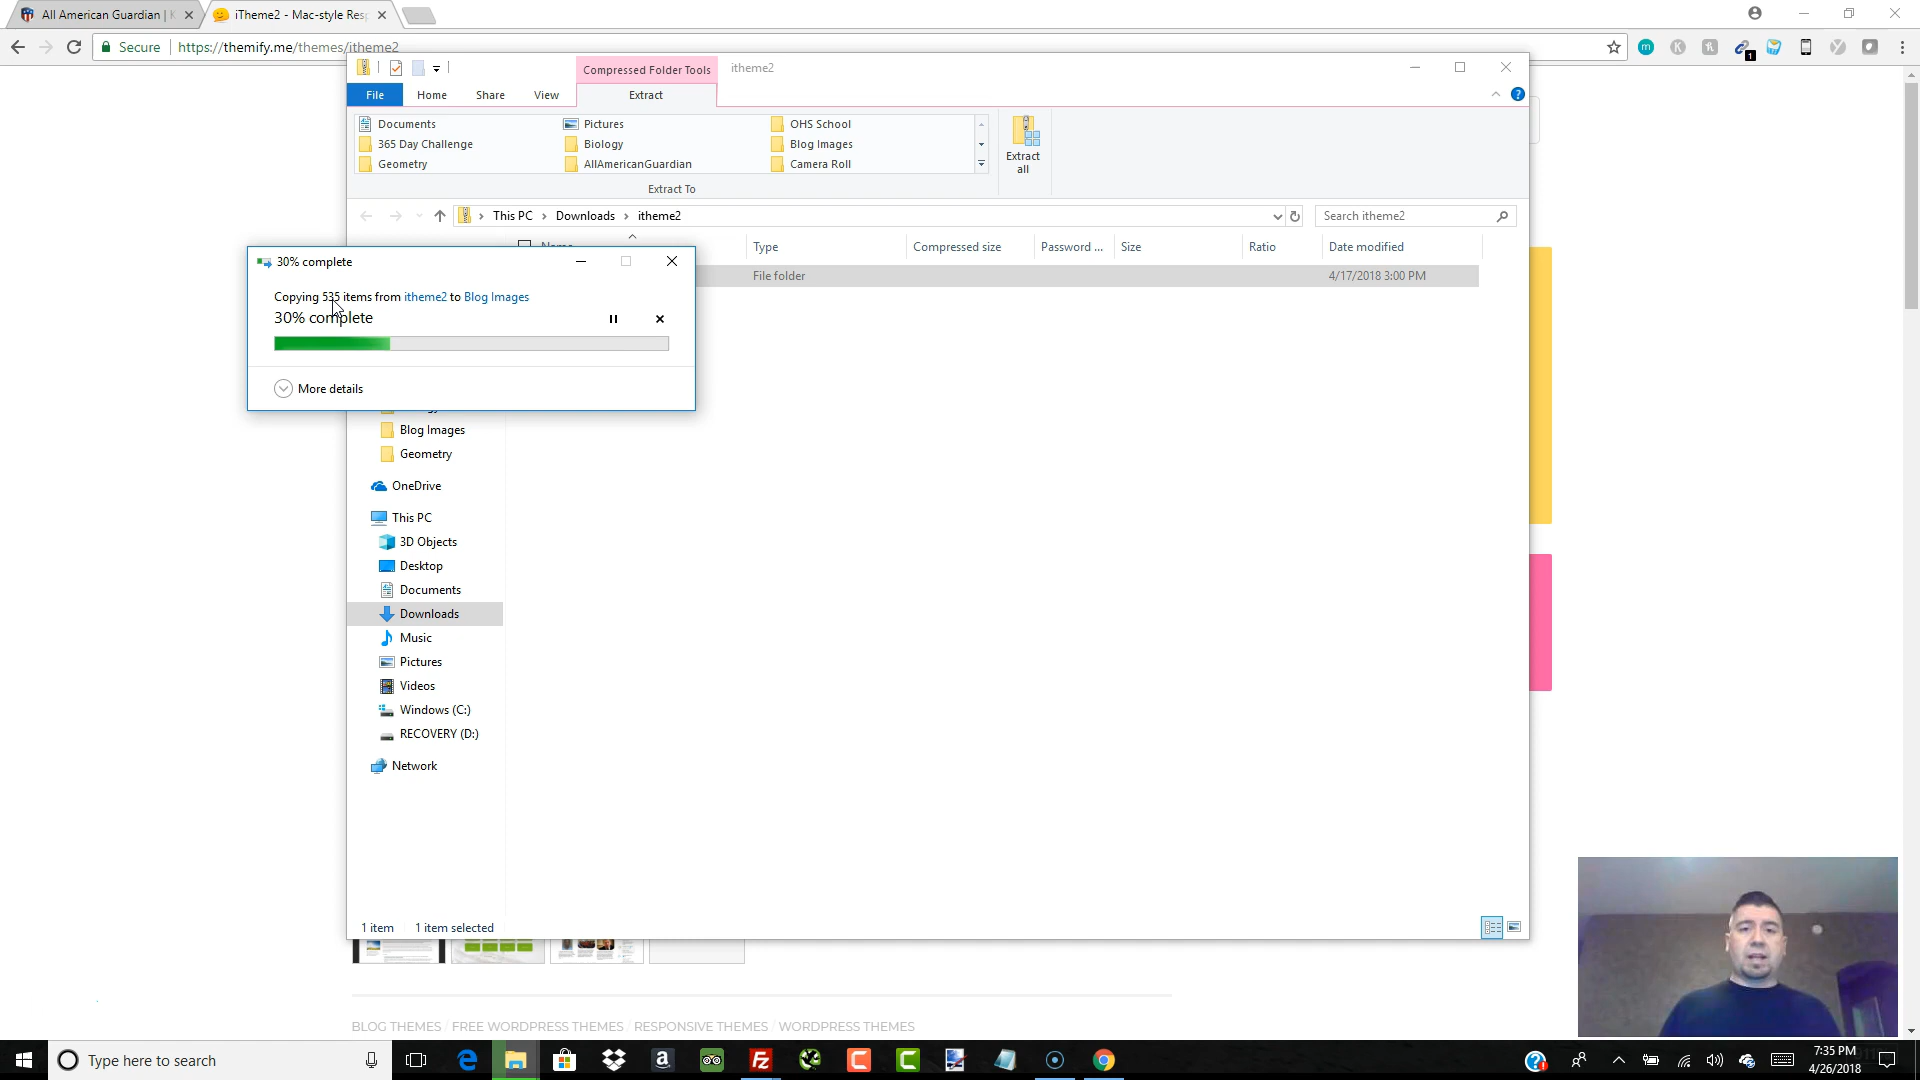 All American Guardian | K
iTheme2 - Mac-style Resp
Secure
https://themify.me/themes/itheme2
1
Compressed Folder Tools
itheme2
File
Home
Share
View
Extract
Documents
Pictures
OHS School
365 Day Challenge
Biology
Blog Images
Geometry
AllAmericanGuardian
Camera Roll
Extract To
Extract all
This PC > Downloads > itheme2
Search itheme2
Name
Type
Compressed size
Password ...
Size
Ratio
Date modified
File folder
4/17/2018 3:00 PM
30% complete
Copying 535 items from itheme2 to Blog Images
30% complete
More details
Blog Images
Geometry
OneDrive
This PC
3D Objects
Desktop
Documents
Downloads
Music
Pictures
Videos
Windows (C:)
RECOVERY (D:)
Network
1 item
1 item selected
BLOG THEMES / FREE WORDPRESS THEMES / RESPONSIVE THEMES / WORDPRESS THEMES
Type here to search
7:35 PM
4/26/2018